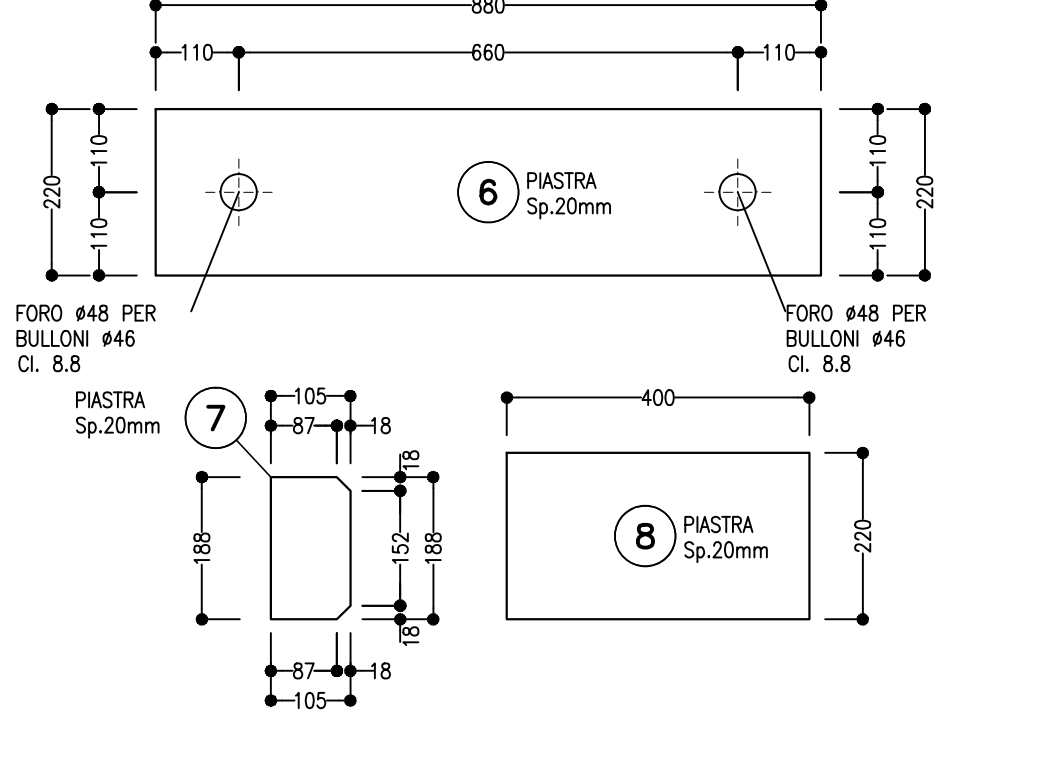 880
110 660 110
220
110
110
6
PIASTRA
Sp.20mm
110
110
220
FORO ø48 PER
BULLONI ø46
Cl. 8.8
FORO ø48 PER
BULLONI ø46
Cl. 8.8
PIASTRA
Sp.20mm
7
105
87 18
18
188
152
188
18
87 18
105
400
8
PIASTRA
Sp.20mm
220